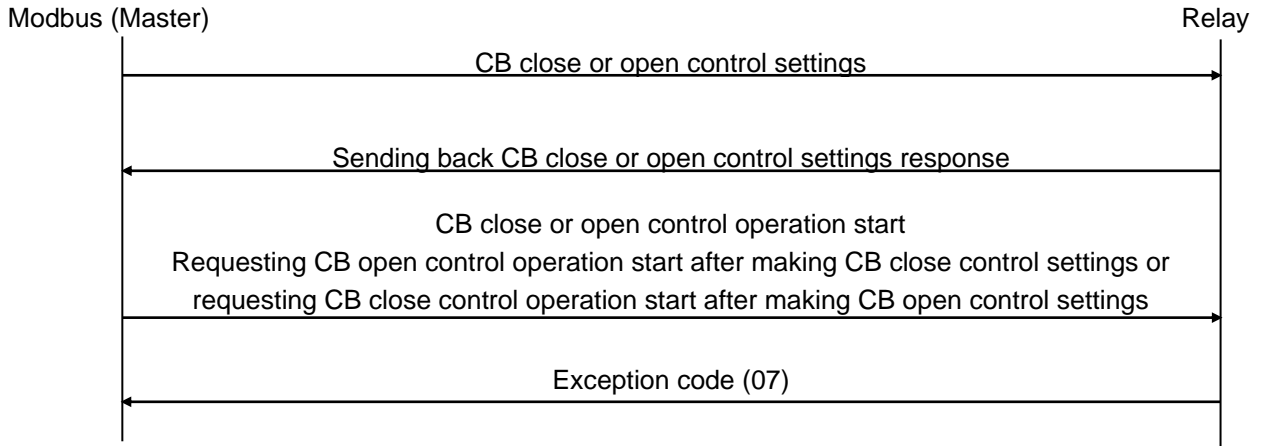 Modbus (Master)
Relay
CB close or open control settings
Sending back CB close or open control settings response
CB close or open control operation start
Requesting CB open control operation start after making CB close control settings or
requesting CB close control operation start after making CB open control settings
Exception code (07)